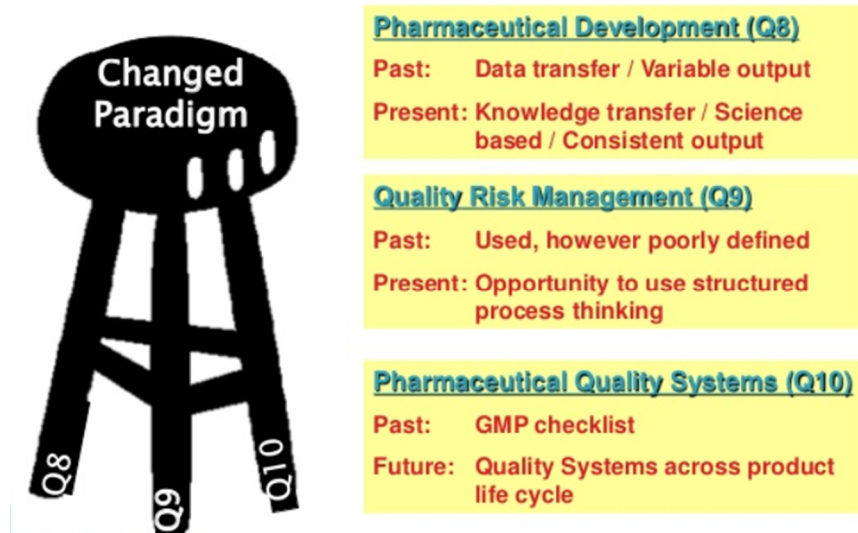 Changed
Paradigm
Q8
Q9
Q10
Pharmaceutical Development (Q8)
Past: Data transfer / Variable output
Present: Knowledge transfer / Science
based / Consistent output
Quality Risk Management (Q9)
Past: Used, however poorly defined
Present: Opportunity to use structured
process thinking
Pharmaceutical Quality Systems (Q10)
Past: GMP checklist
Future: Quality Systems across product
life cycle